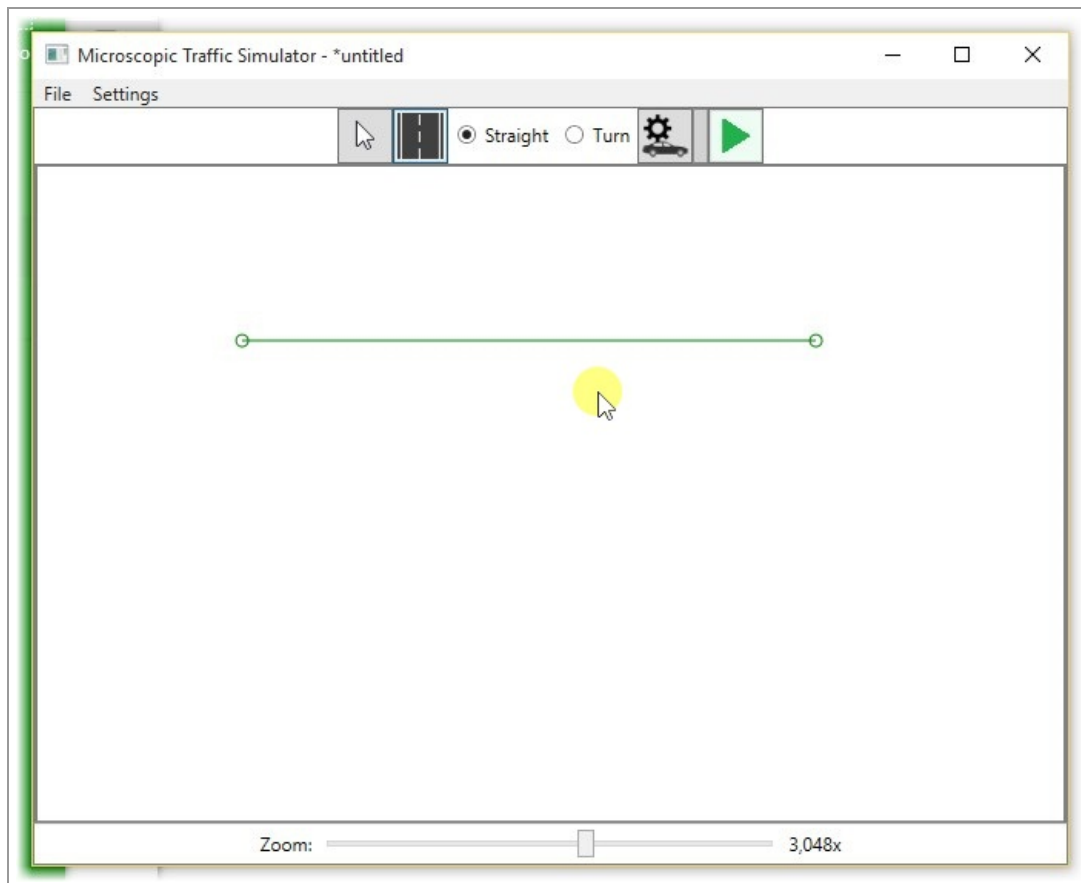 Microscopic Traffic Simulator - *untitled
File Settings
Straight Turn
Zoom: 3,048x